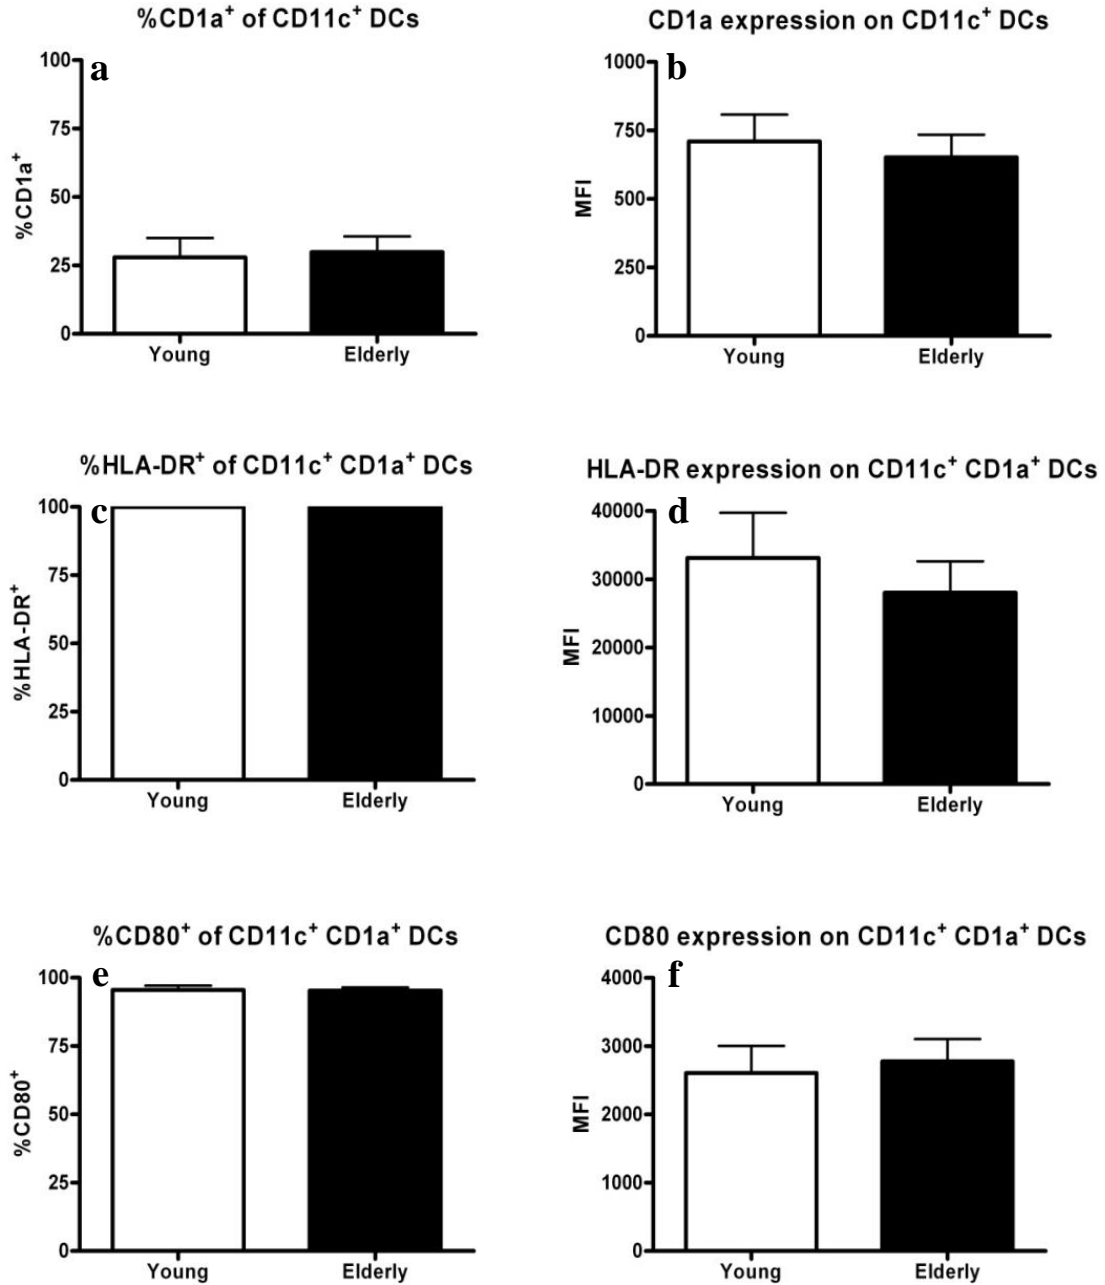 %CD1a⁺ of CD11c⁺ DCs
a
100
75
50
25
0
%CD1a⁺
Young Elderly
CD1a expression on CD11c⁺ DCs
b
1000
750
500
250
0
MFI
Young Elderly
%HLA-DR⁺ of CD11c⁺ CD1a⁺ DCs
c
100
75
50
25
0
%HLA-DR⁺
Young Elderly
HLA-DR expression on CD11c⁺ CD1a⁺ DCs
d
40000
30000
20000
10000
0
MFI
Young Elderly
%CD80⁺ of CD11c⁺ CD1a⁺ DCs
e
100
75
50
25
0
%CD80⁺
Young Elderly
CD80 expression on CD11c⁺ CD1a⁺ DCs
f
4000
3000
2000
1000
0
MFI
Young Elderly